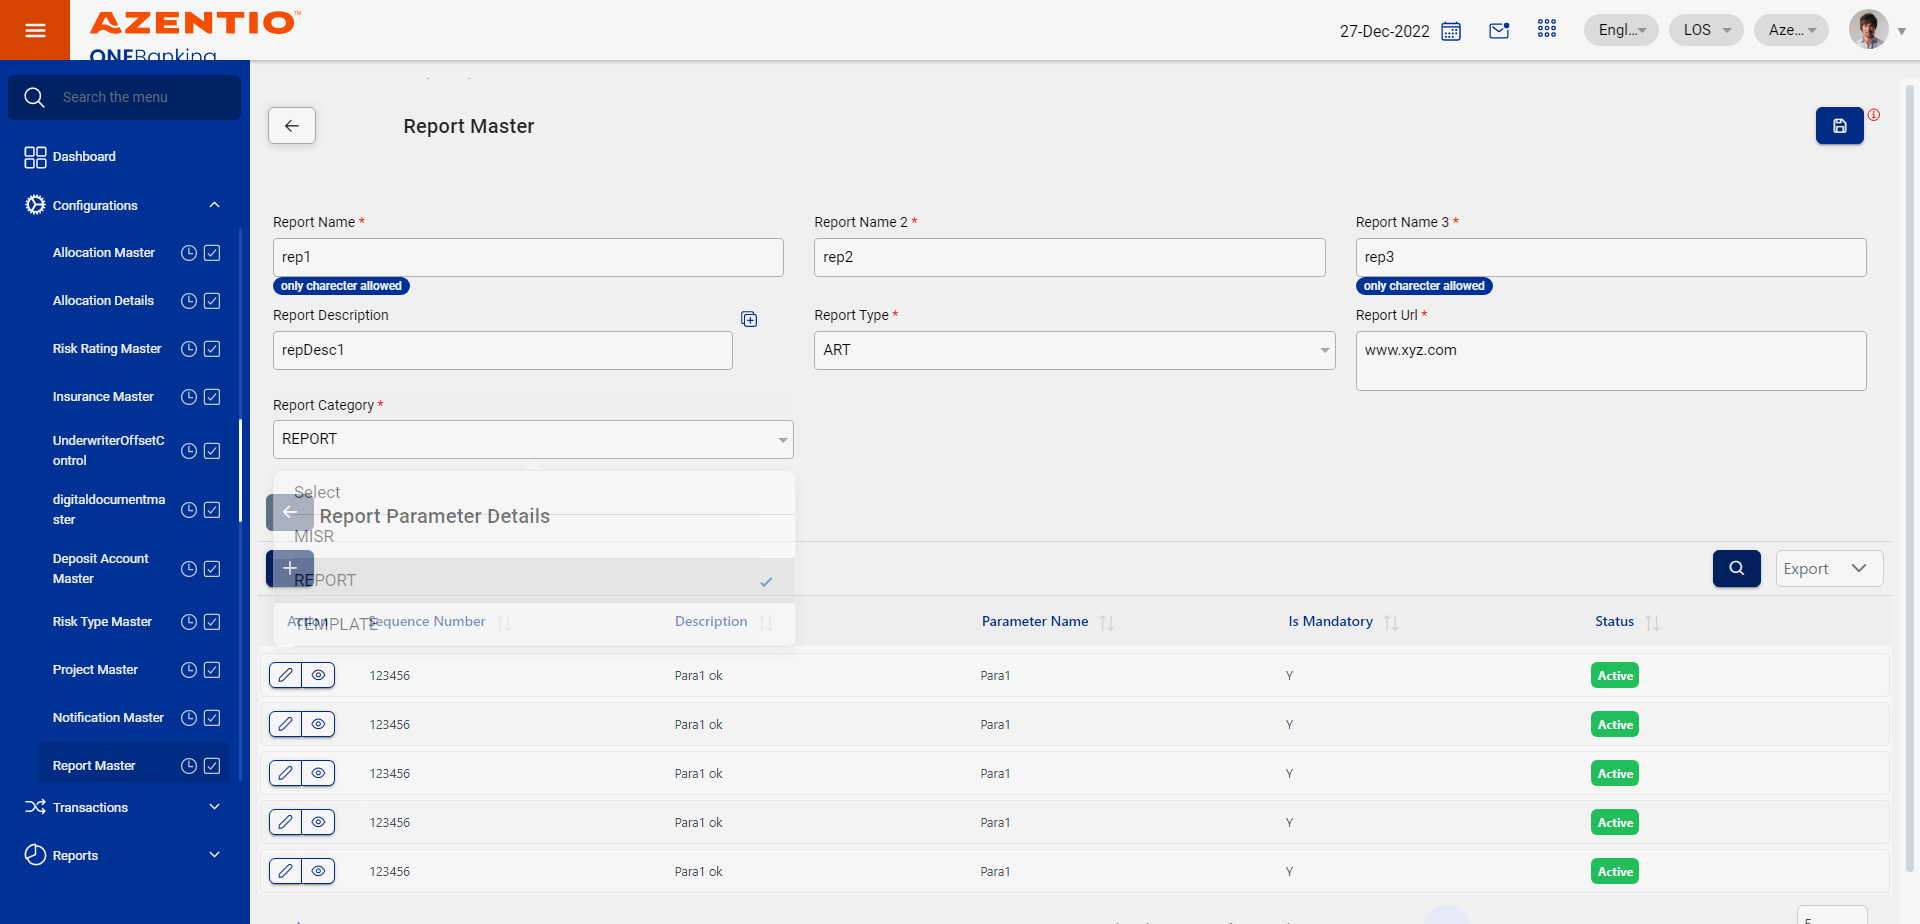 AZENTIO™
ONEBanking
27-Dec-2022
Engl...
LOS
Aze...
Search the menu
Dashboard
Configurations
Allocation Master
Allocation Details
Risk Rating Master
Insurance Master
UnderwriterOffsetC
ontrol
digitaldocumentma
ster
Deposit Account
Master
Risk Type Master
Project Master
Notification Master
Report Master
Transactions
Reports
Report Master
Report Name *
Report Name 2 *
Report Name 3 *
rep1
rep2
rep3
only charecter allowed
only charecter allowed
Report Description
Report Type *
Report Url *
repDesc1
ART
www.xyz.com
Report Category *
REPORT
Select
Report Parameter Details
MISR
REPORT
TEMPLATE
Export
Action
Sequence Number
Description
Parameter Name
Is Mandatory
Status
123456 Para1 ok Para1 Y Active
123456 Para1 ok Para1 Y Active
123456 Para1 ok Para1 Y Active
123456 Para1 ok Para1 Y Active
123456 Para1 ok Para1 Y Active